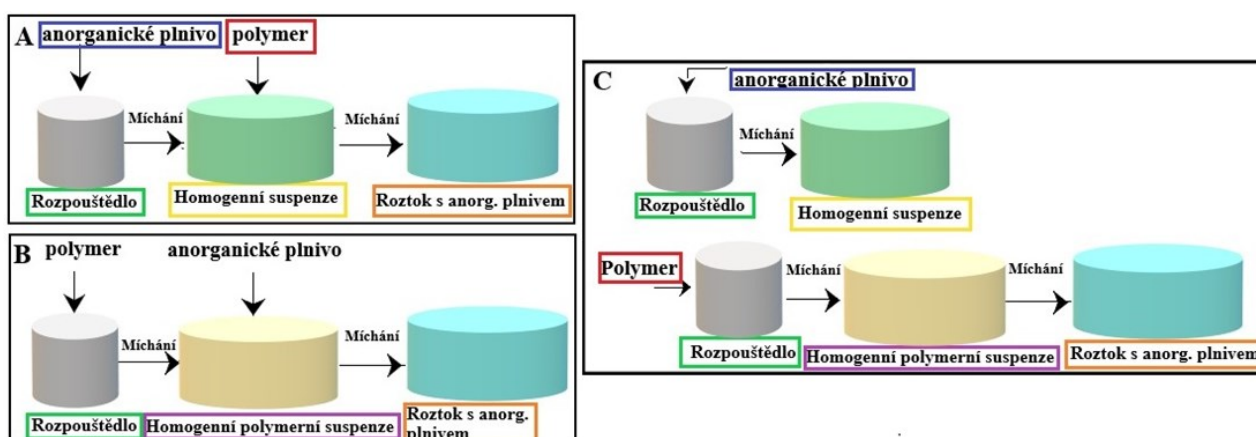 A
anorganické plnivo
polymer
Míchání
Míchání
Rozpouštědlo
Homogenní suspenze
Roztok s anorg. plnivem
B
polymer
anorganické plnivo
Míchání
Míchání
Rozpouštědlo
Homogenní polymerní suspenze
Roztok s anorg.
plnivem
C
anorganické plnivo
Míchání
Rozpouštědlo
Homogenní suspenze
Polymer
Míchání
Míchání
Rozpouštědlo
Homogenní polymerní suspenze
Roztok s anorg. plnivem